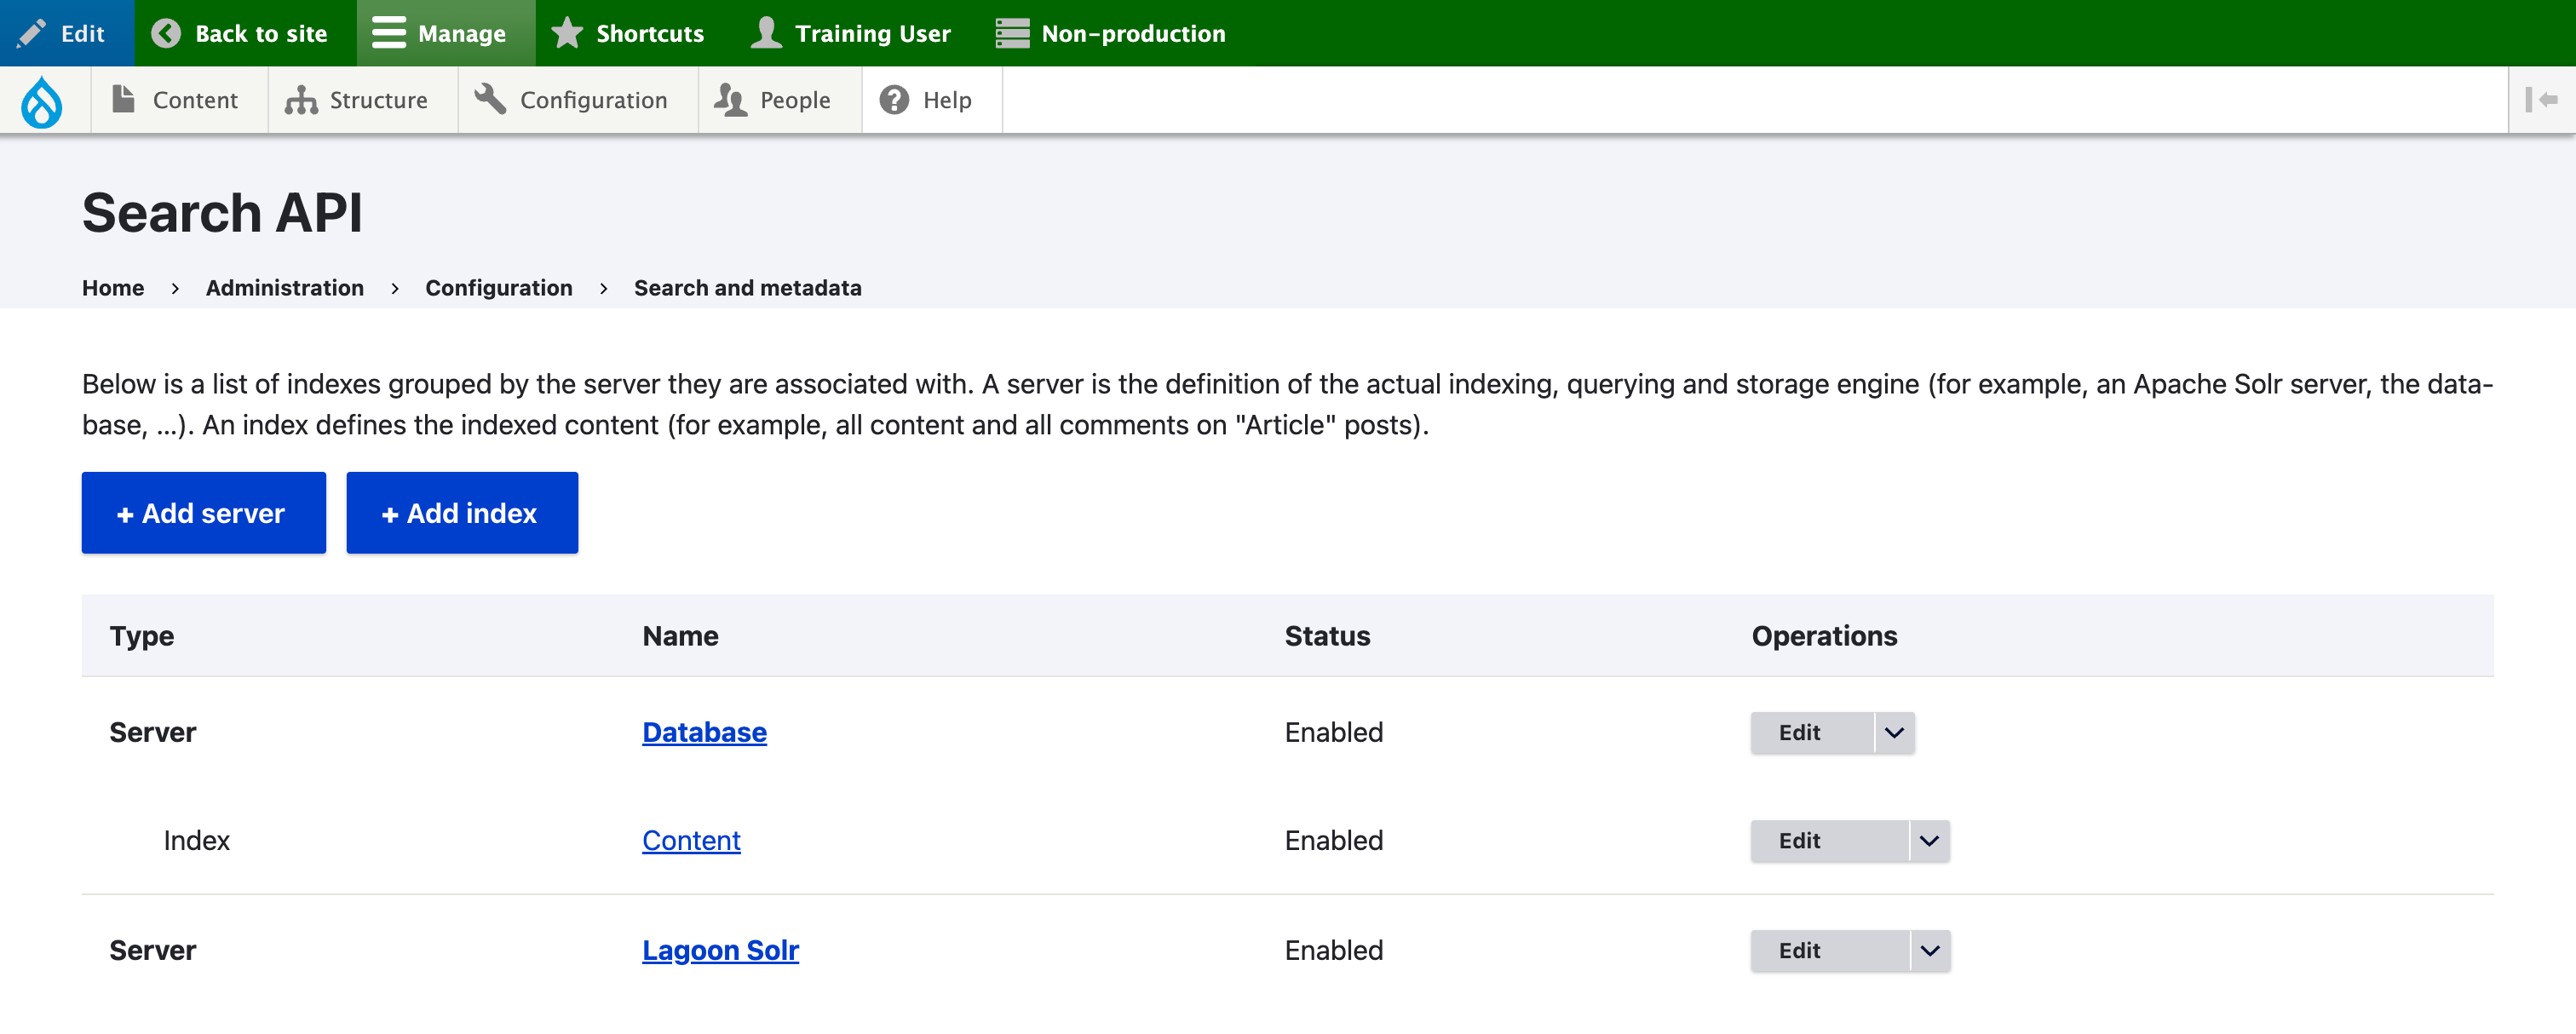 Edit Back to site Manage Shortcuts Training User Non-production
Content Structure Configuration People Help
Search API
Home > Administration > Configuration > Search and metadata
Below is a list of indexes grouped by the server they are associated with. A server is the definition of the actual indexing, querying and storage engine (for example, an Apache Solr server, the data-
base, ...). An index defines the indexed content (for example, all content and all comments on "Article" posts).
+ Add server + Add index
Type Name Status Operations
Server Database Enabled Edit
Index Content Enabled Edit
Server Lagoon Solr Enabled Edit